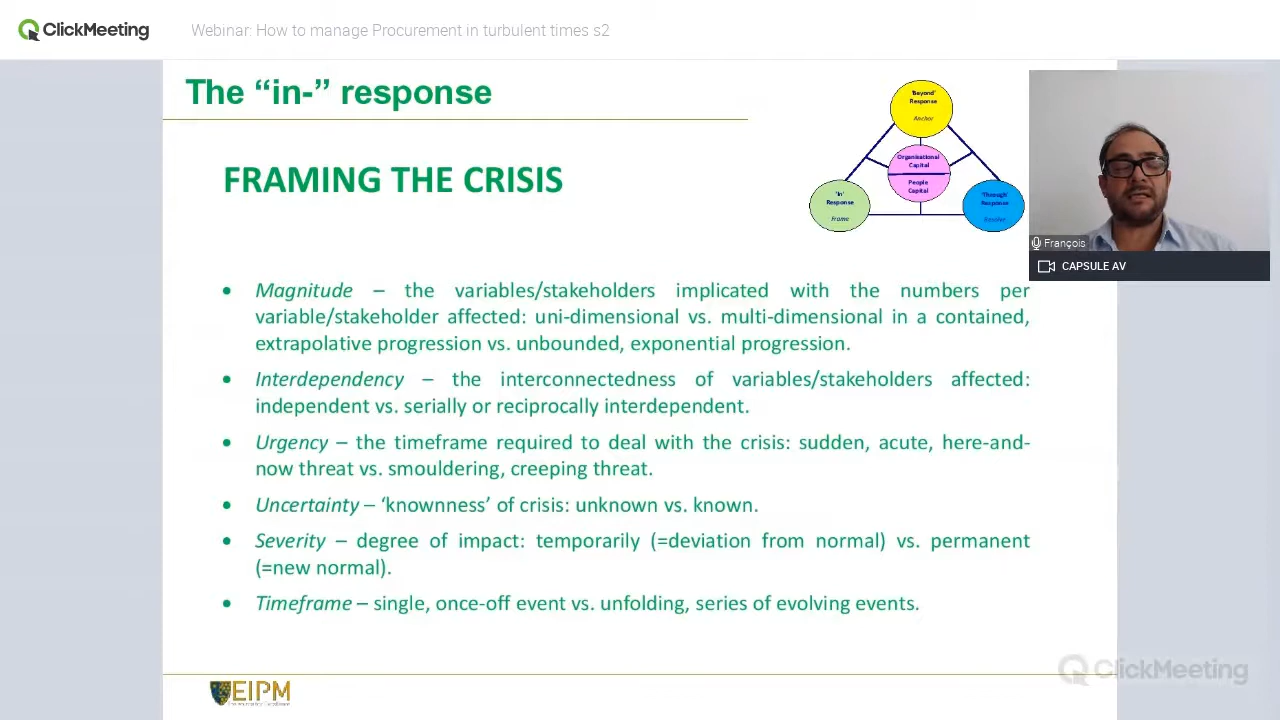 ClickMeeting
Webinar: How to manage Procurement in turbulent times s2
The “in-” response
FRAMING THE CRISIS
'Beyond'
Response
Anchor
Organisational
Capital
People
Capital
'In'
Response
Frame
'Through'
Response
François
CAPSULE AV
• Magnitude – the variables/stakeholders implicated with the numbers per
variable/stakeholder affected: uni-dimensional vs. multi-dimensional in a contained,
extrapolative progression vs. unbounded, exponential progression.
• Interdependency – the interconnectedness of variables/stakeholders affected:
independent vs. serially or reciprocally interdependent.
• Urgency – the timeframe required to deal with the crisis: sudden, acute, here-and-
now threat vs. smouldering, creeping threat.
• Uncertainty – ‘knownness’ of crisis: unknown vs. known.
• Severity – degree of impact: temporarily (=deviation from normal) vs. permanent
(=new normal).
• Timeframe – single, once-off event vs. unfolding, series of evolving events.
EIPM
ClickMeeting